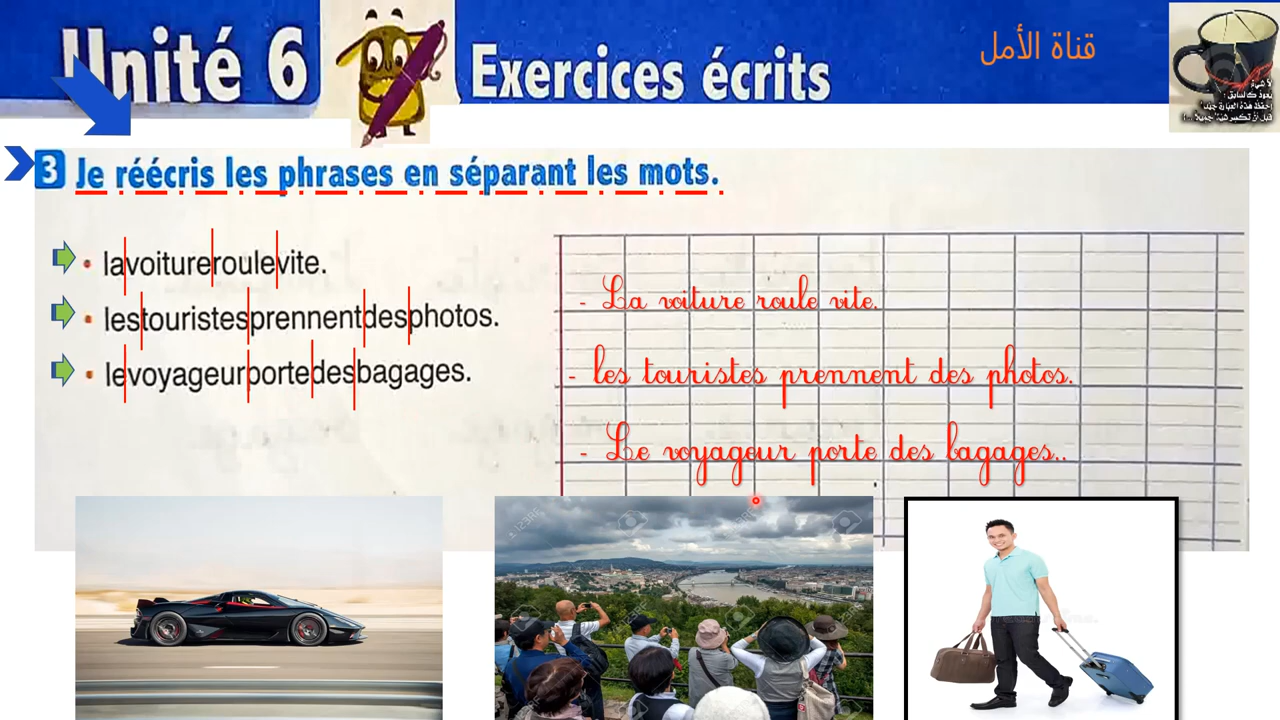 Unité 6
Exercices écrits
قناة الأمل
3 Je réécris les phrases en séparant les mots.
• lavoitureroulevite.
• lestouristesprennentdesphotos.
• levoyageurportedesbagages.
- La voiture roule vite.
- les touristes prennent des photos.
- Le voyageur porte des bagages..